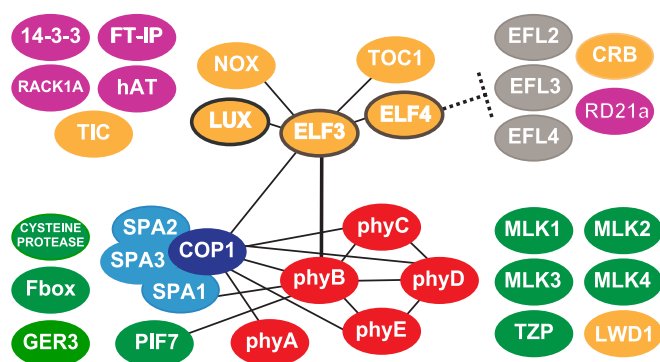 14-3-3 FT-IP
RACK1A hAT
TIC
NOX TOC1
LUX ELF3 ELF4
EFL2 CRB
EFL3 RD21a
EFL4
CYSTEINE
PROTEASE
Fbox
GER3
SPA2
SPA3 COP1
SPA1
PIF7
phyC
phyB phyD
phyA phyE
MLK1 MLK2
MLK3 MLK4
TZP LWD1